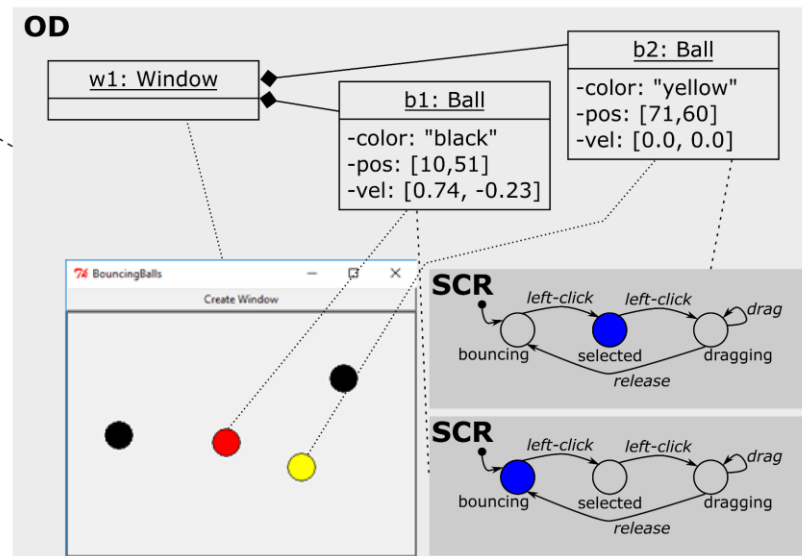 OD
w1: Window
b1: Ball
-color: "black"
-pos: [10,51]
-vel: [0.74, -0.23]
b2: Ball
-color: "yellow"
-pos: [71,60]
-vel: [0.0, 0.0]
BouncingBalls
Create Window
SCR
left-click
left-click
drag
bouncing
selected
dragging
release
SCR
left-click
left-click
drag
bouncing
selected
dragging
release